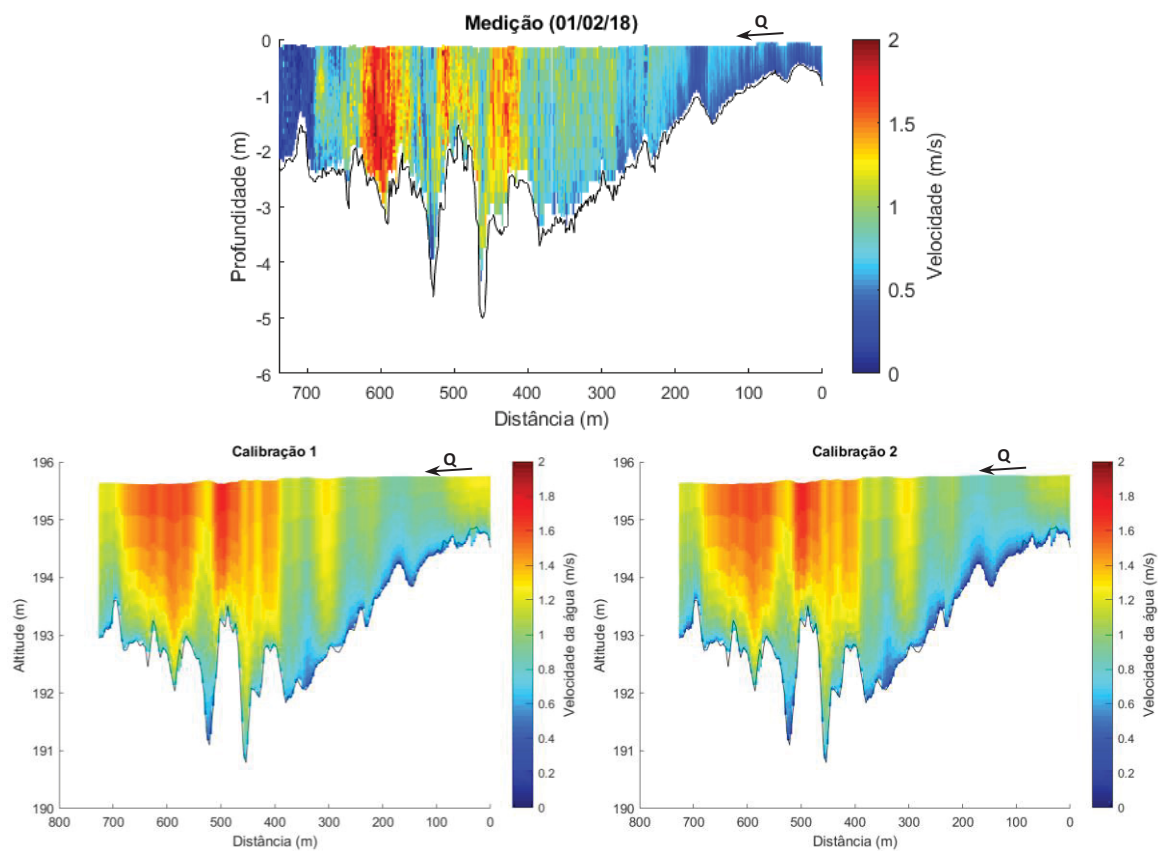 Medição (01/02/18)
Q
0
-1
-2
-3
-4
-5
-6
Profundidade (m)
700 600 500 400 300 200 100 0
Distância (m)
2
1.5
1
0.5
0
Velocidade (m/s)
Calibração 1
Q
196
195
194
193
192
191
190
Altitude (m)
800 700 600 500 400 300 200 100 0
Distância (m)
2
1.8
1.6
1.4
1.2
1
0.8
0.6
0.4
0.2
0
Velocidade da água (m/s)
Calibração 2
Q
196
195
194
193
192
191
190
Altitude (m)
800 700 600 500 400 300 200 100 0
Distância (m)
2
1.8
1.6
1.4
1.2
1
0.8
0.6
0.4
0.2
0
Velocidade da água (m/s)